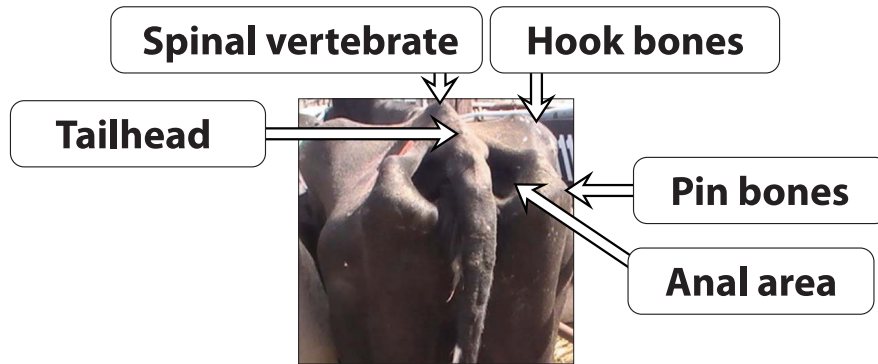 Spinal vertebrate
Hook bones
Tailhead
Pin bones
Anal area